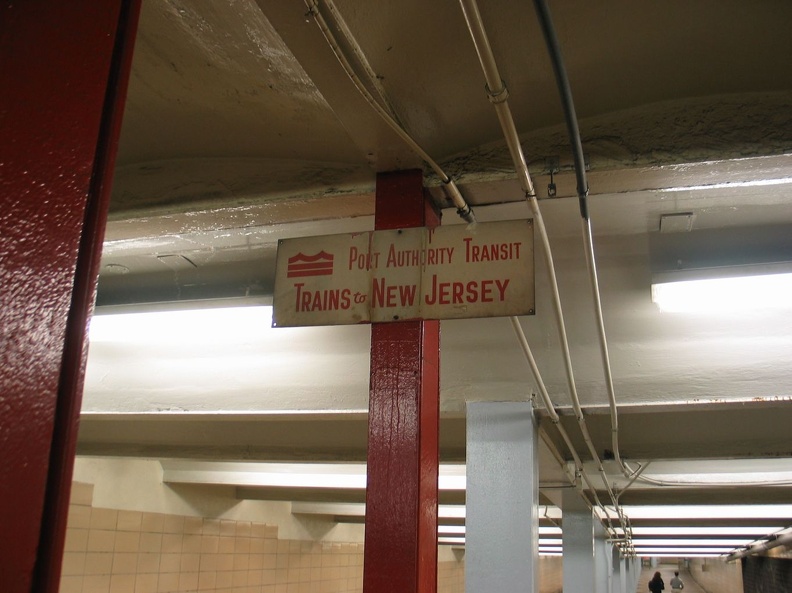 PORT AUTHORITY TRANSIT
TRAINS to NEW JERSEY